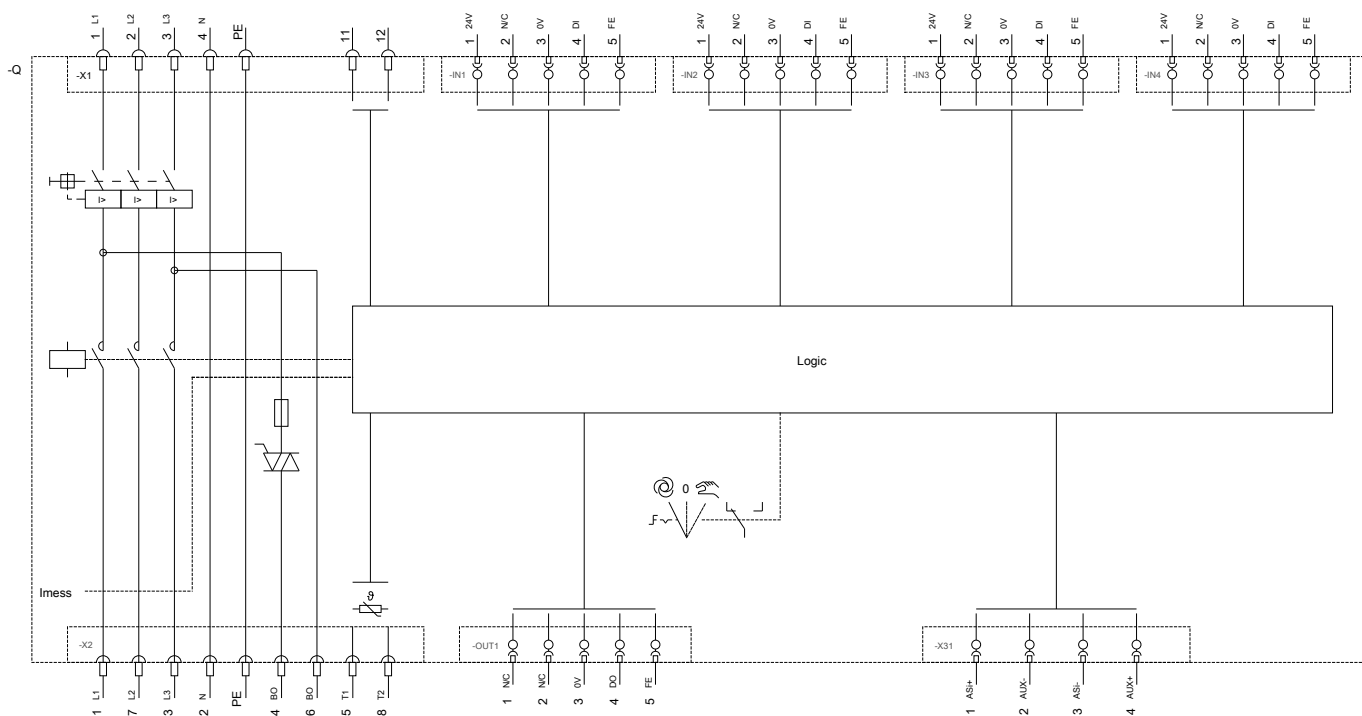 1 L1
2 L2
3 L3
4 N
PE
11
12
1 24V
2 N/C
3 0V
4 DI
5 FE
1 24V
2 N/C
3 0V
4 DI
5 FE
1 24V
2 N/C
3 0V
4 DI
5 FE
1 24V
2 N/C
3 0V
4 DI
5 FE
-Q
-X1
-IN1
-IN2
-IN3
-IN4
I>
I>
I>
Logic
0
Imess
ϑ
-X2
-OUT1
-X31
1 L1
7 L2
3 L3
2 N
PE
4 BO
6 BO
5 T1
8 T2
1 N/C
2 N/C
3 0V
4 DO
5 FE
1 ASI+
2 AUX-
3 ASI-
4 AUX+